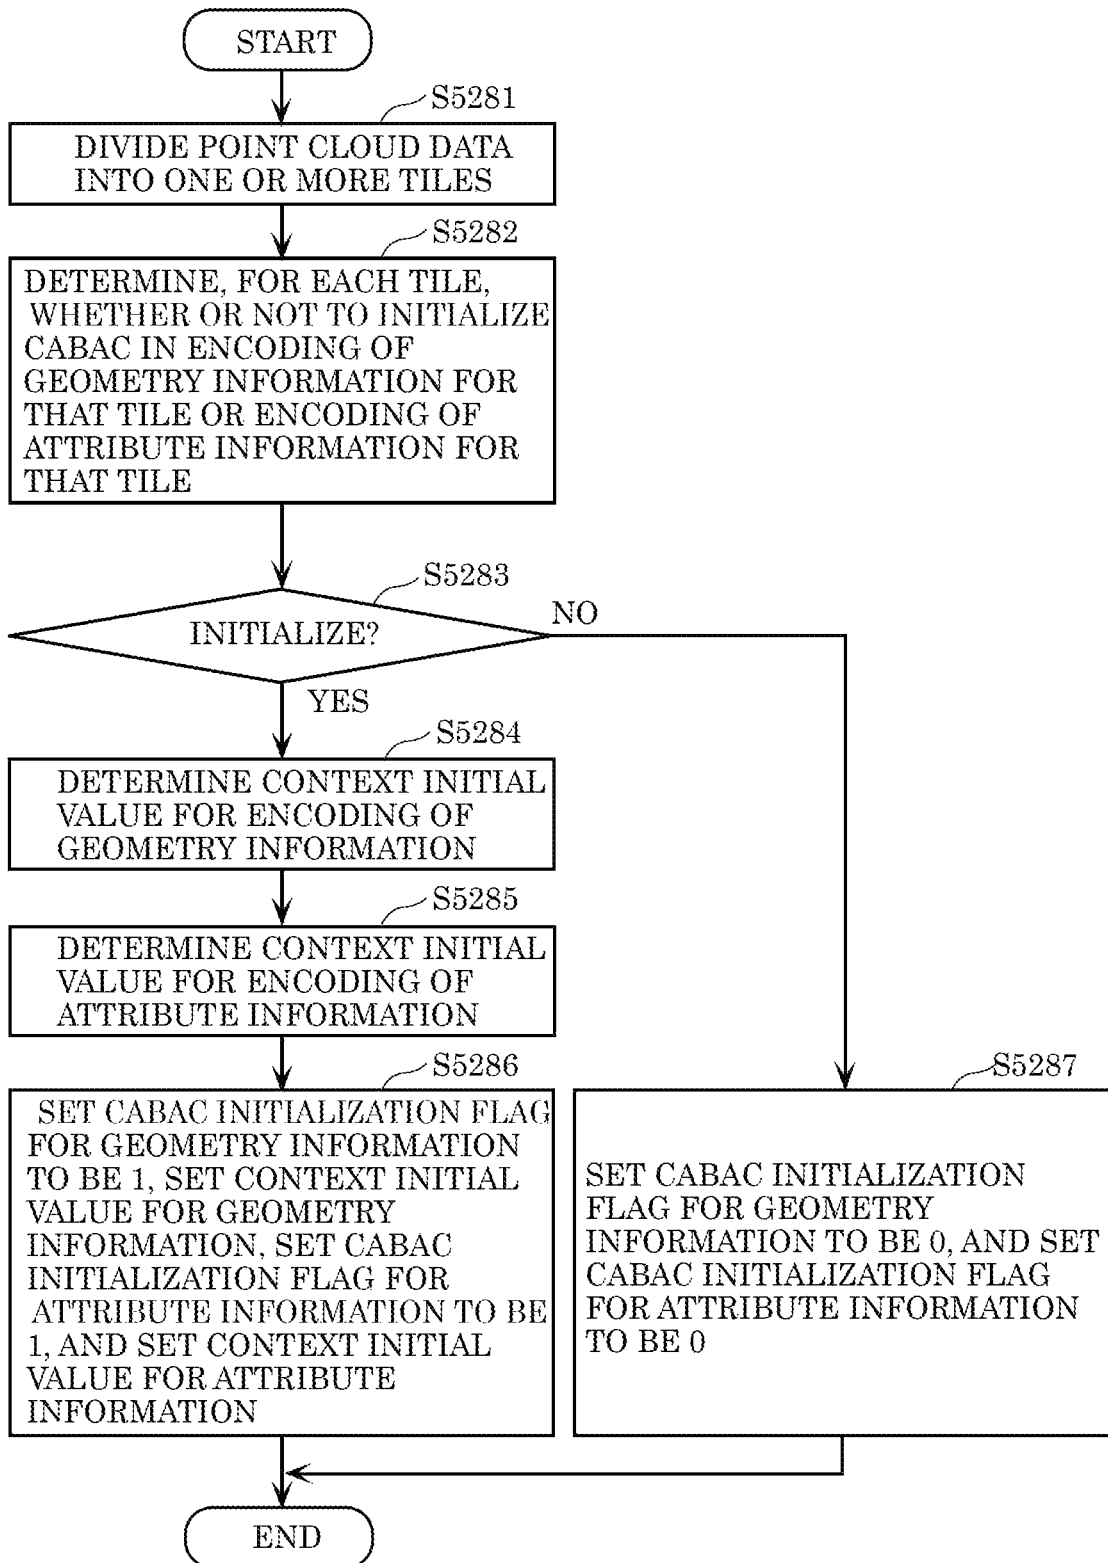 START
S5281
DIVIDE POINT CLOUD DATA
INTO ONE OR MORE TILES
S5282
DETERMINE, FOR EACH TILE,
WHETHER OR NOT TO INITIALIZE
CABAC IN ENCODING OF
GEOMETRY INFORMATION FOR
THAT TILE OR ENCODING OF
ATTRIBUTE INFORMATION FOR
THAT TILE
S5283
INITIALIZE?
NO
YES
S5284
DETERMINE CONTEXT INITIAL
VALUE FOR ENCODING OF
GEOMETRY INFORMATION
S5285
DETERMINE CONTEXT INITIAL
VALUE FOR ENCODING OF
ATTRIBUTE INFORMATION
S5286
SET CABAC INITIALIZATION FLAG
FOR GEOMETRY INFORMATION
TO BE 1, SET CONTEXT INITIAL
VALUE FOR GEOMETRY
INFORMATION, SET CABAC
INITIALIZATION FLAG FOR
ATTRIBUTE INFORMATION TO BE
1, AND SET CONTEXT INITIAL
VALUE FOR ATTRIBUTE
INFORMATION
S5287
SET CABAC INITIALIZATION
FLAG FOR GEOMETRY
INFORMATION TO BE 0, AND SET
CABAC INITIALIZATION FLAG
FOR ATTRIBUTE INFORMATION
TO BE 0
END